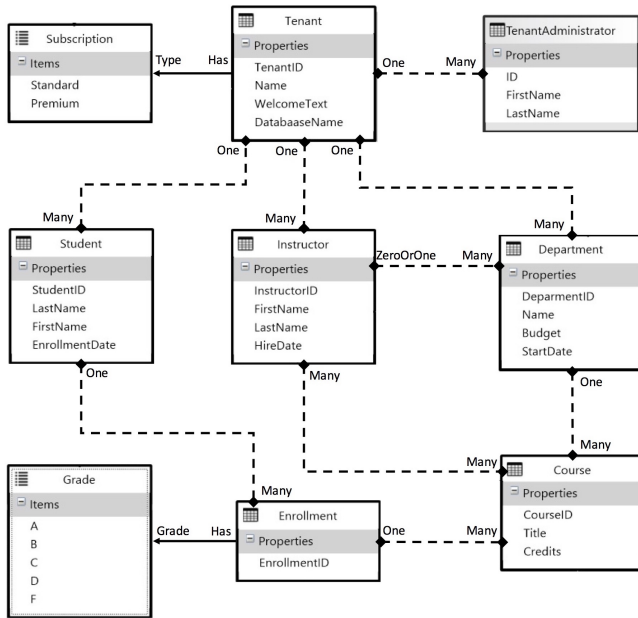 Subscription
Items
Standard
Premium
Type
Has
Tenant
Properties
TenantID
Name
WelcomeText
DatabaaseName
One
Many
TenantAdministrator
Properties
ID
FirstName
LastName
One
One
One
Many
Many
Many
Student
Properties
StudentID
LastName
FirstName
EnrollmentDate
Instructor
Properties
InstructorID
FirstName
LastName
HireDate
ZeroOrOne
Many
Department
Properties
DeparmentID
Name
Budget
StartDate
One
Many
One
Many
Many
Many
Grade
Items
A
B
C
D
F
Grade
Has
Enrollment
Properties
EnrollmentID
One
Many
Course
Properties
CourseID
Title
Credits